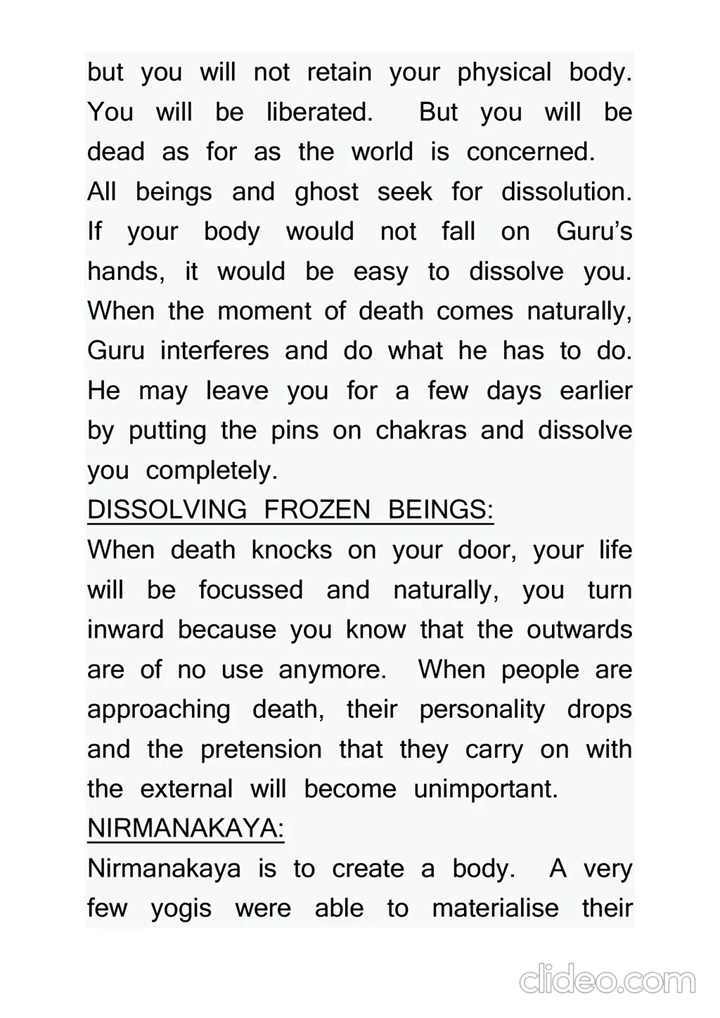 but you will not retain your physical body.
You will be liberated. But you will be
dead as for as the world is concerned.
All beings and ghost seek for dissolution.
If your body would not fall on Guru’s
hands, it would be easy to dissolve you.
When the moment of death comes naturally,
Guru interferes and do what he has to do.
He may leave you for a few days earlier
by putting the pins on chakras and dissolve
you completely.
DISSOLVING FROZEN BEINGS:
When death knocks on your door, your life
will be focussed and naturally, you turn
inward because you know that the outwards
are of no use anymore. When people are
approaching death, their personality drops
and the pretension that they carry on with
the external will become unimportant.
NIRMANAKAYA:
Nirmanakaya is to create a body. A very
few yogis were able to materialise their
clideo.com